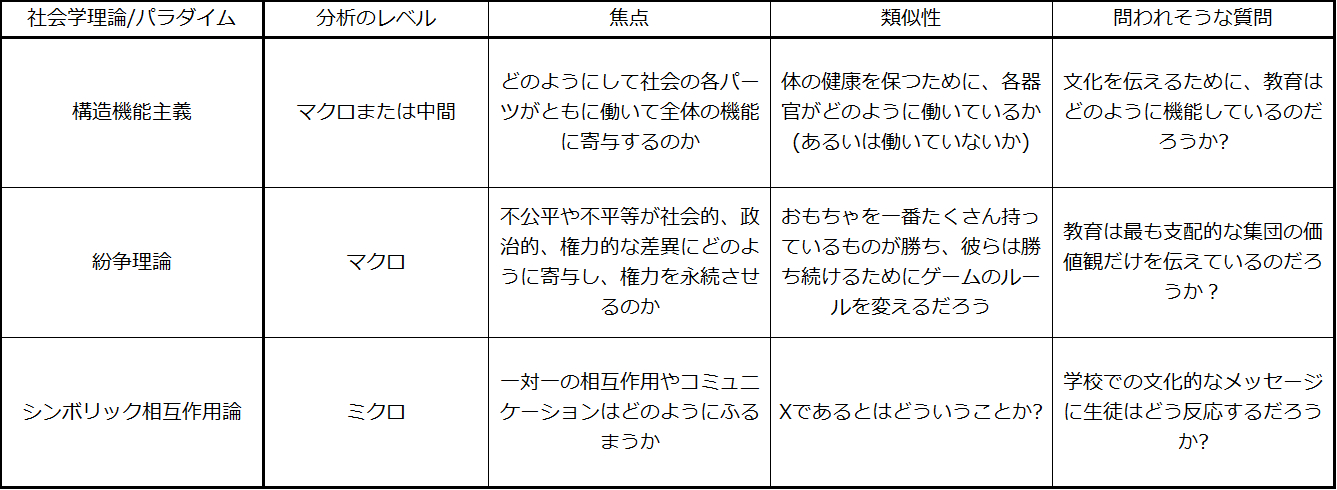 社会学理論/パラダイム
分析のレベル
焦点
類似性
問われそうな質問
構造機能主義
マクロまたは中間
どのようにして社会の各パー
ツがともに働いて全体の機能
に寄与するのか
体の健康を保つために、各器
官がどのように働いているか
(あるいは働いていないか)
文化を伝えるために、教育は
どのように機能しているのだ
ろうか?
紛争理論
マクロ
不公平や不平等が社会的、政
治的、権力的な差異にどのよ
うに寄与し、権力を永続させ
るのか
おもちゃを一番たくさん持っ
ているものが勝ち、彼らは勝
ち続けるためにゲームのルー
ルを変えるだろう
教育は最も支配的な集団の価
値観だけを伝えているのだろ
うか？
シンボリック相互作用論
ミクロ
一対一の相互作用やコミュニ
ケーションはどのようにふる
まうか
Xであるとはどういうことか?
学校での文化的なメッセージ
に生徒はどう反応するだろう
か?